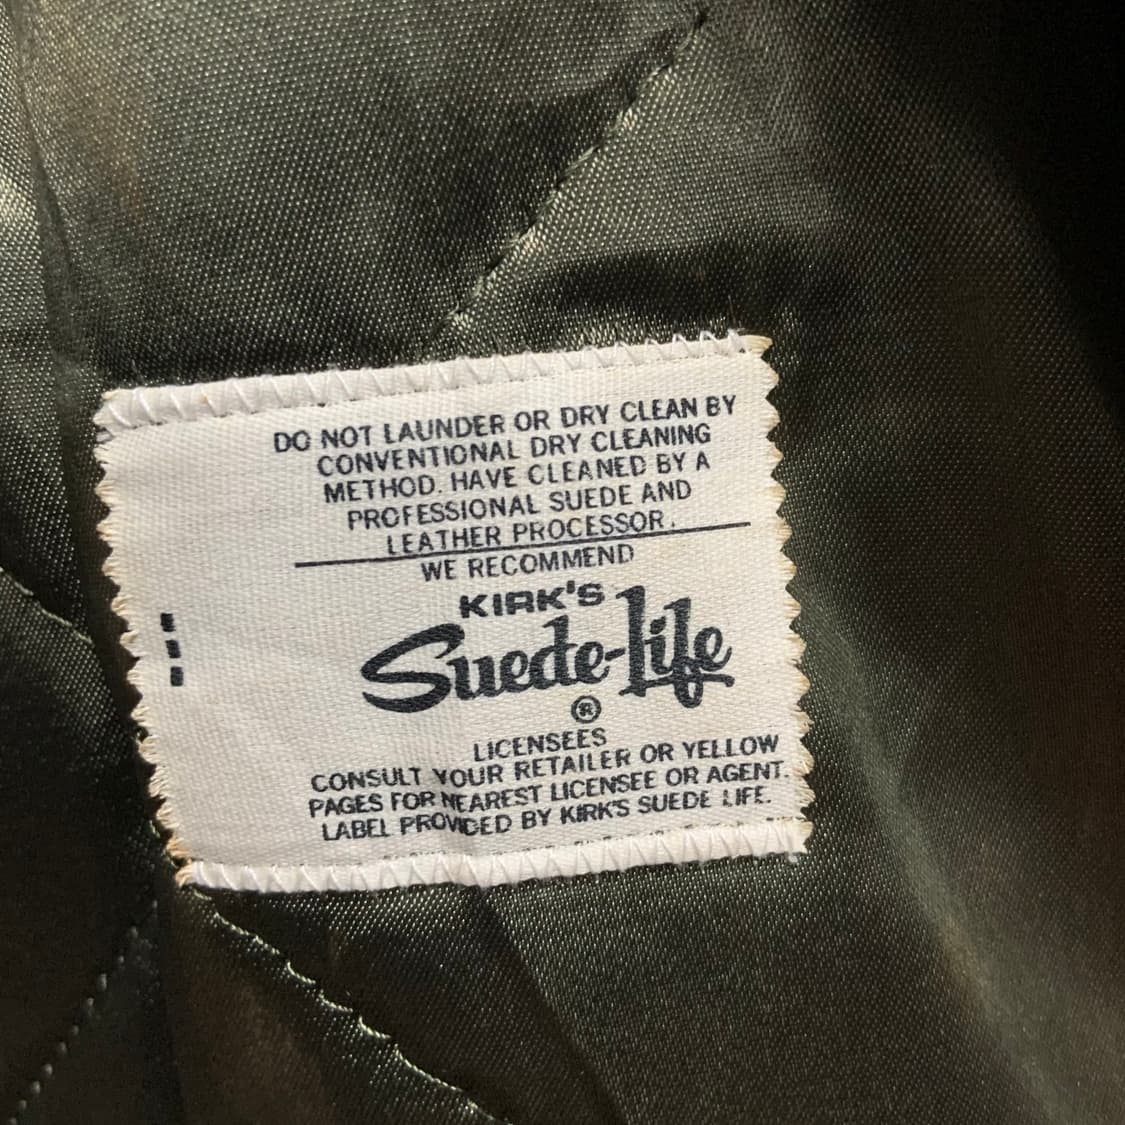 DO NOT LAUNDER OR DRY CLEAN BY
CONVENTIONAL DRY CLEANING
METHOD. HAVE CLEANED BY A
PROFESSIONAL SUEDE AND
LEATHER PROCESSOR.
WE RECOMMEND
KIRK'S
Suede-Life
®
LICENSEES
CONSULT YOUR RETAILER OR YELLOW
PAGES FOR NEAREST LICENSEE OR AGENT.
LABEL PROVIDED BY KIRK'S SUEDE LIFE.